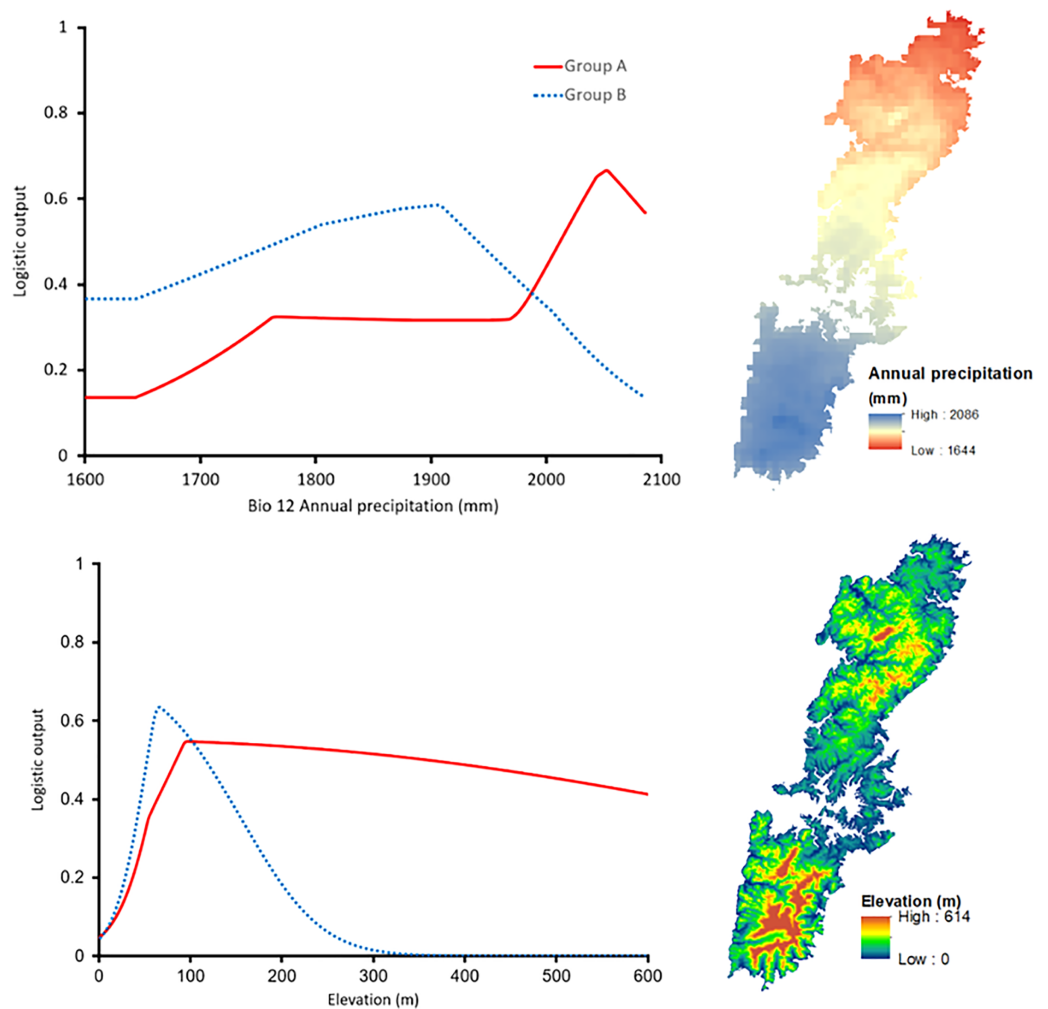 1
0.8
0.6
0.4
0.2
0
Logistic output
1600 1700 1800 1900 2000 2100
Bio 12 Annual precipitation (mm)
Group A
Group B
Annual precipitation
(mm)
High : 2086
Low : 1644
1
0.8
0.6
0.4
0.2
0
Logistic output
0 100 200 300 400 500 600
Elevation (m)
Elevation (m)
High : 614
Low : 0